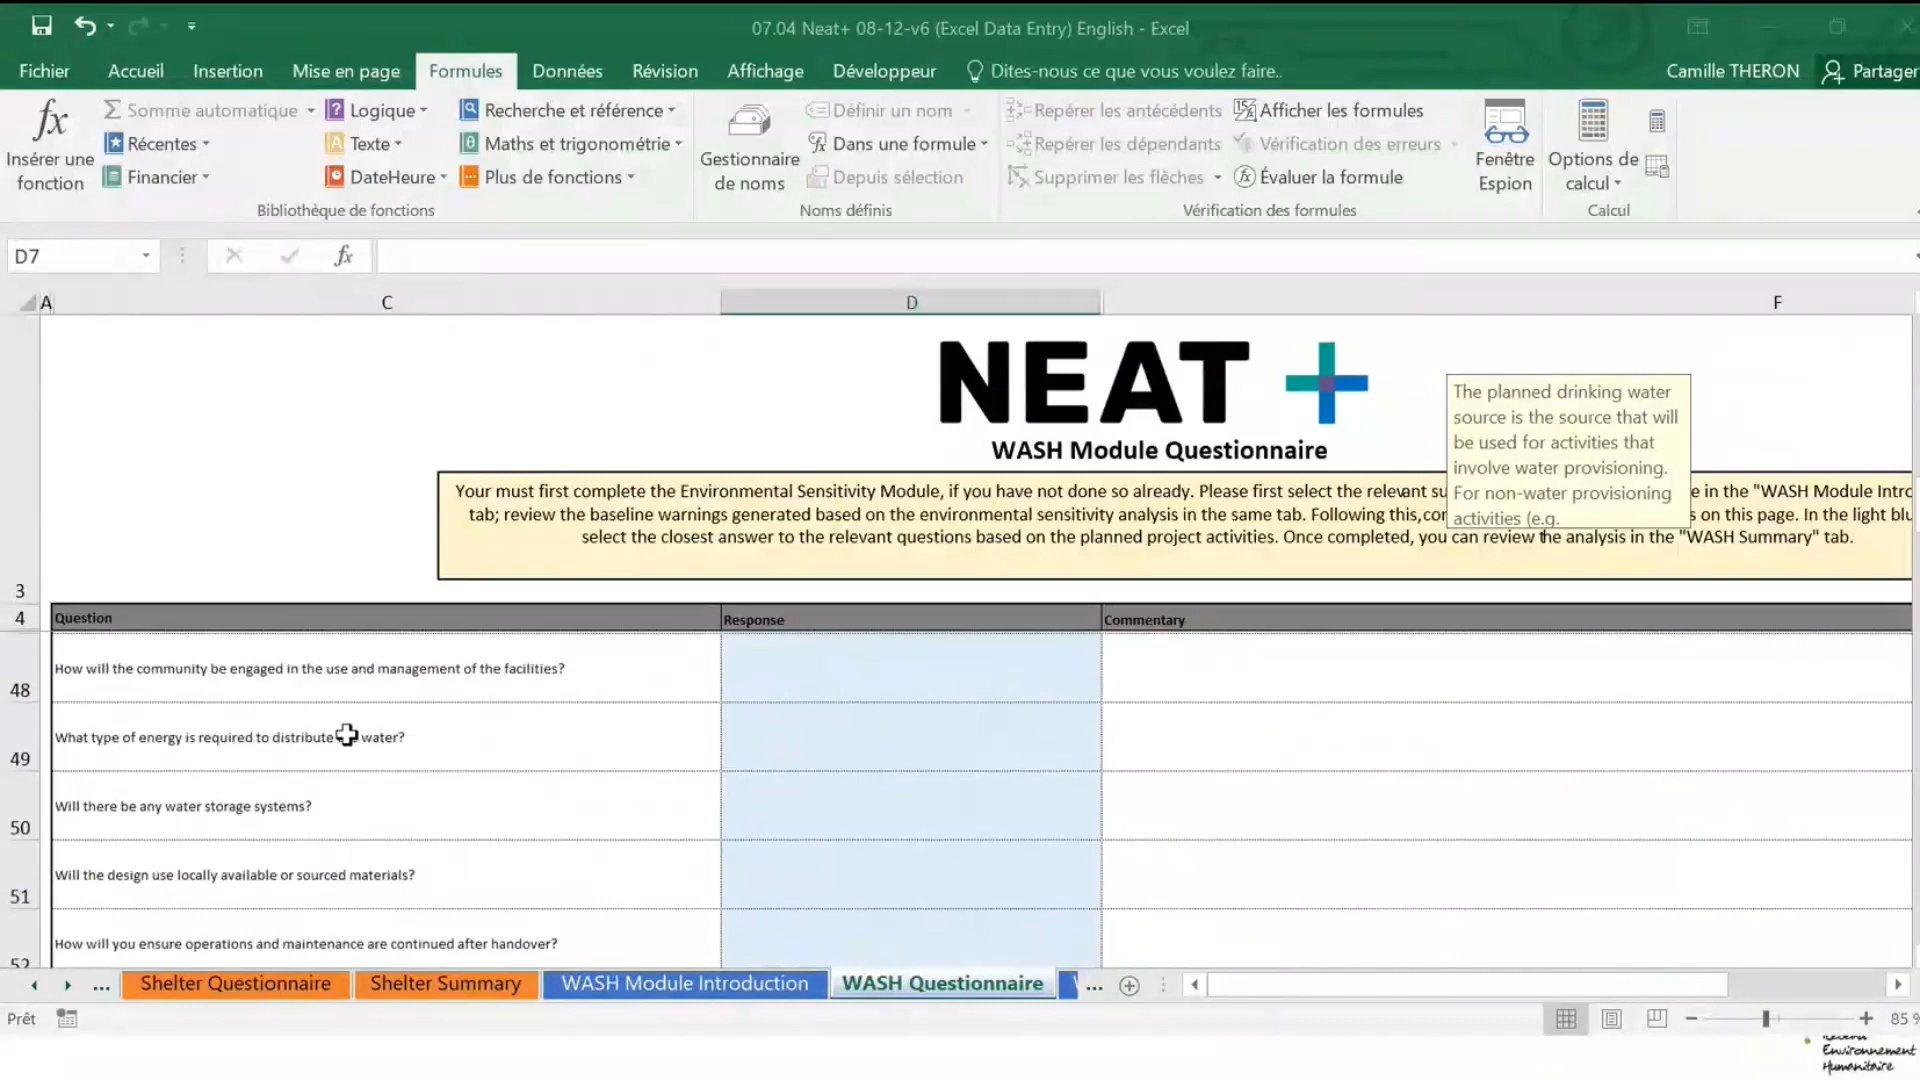 07.04 Neat+ 08-12-v6 (Excel Data Entry) English - Excel
Fichier Accueil Insertion Mise en page Formules Données Révision Affichage Développeur Dites-nous ce que vous voulez faire.. Camille THERON Partager
fx Insérer une fonction
Somme automatique
Récentes
Financier
Logique
Texte
DateHeure
Recherche et référence
Maths et trigonométrie
Plus de fonctions
Bibliothèque de fonctions
Gestionnaire de noms
Définir un nom
Dans une formule
Depuis sélection
Noms définis
Repérer les antécédents
Repérer les dépendants
Supprimer les flèches
Afficher les formules
Vérification des erreurs
Évaluer la formule
Vérification des formules
Fenêtre Espion
Options de calcul
Calcul
D7 fx
A C D F
NEAT +
WASH Module Questionnaire
The planned drinking water
source is the source that will
be used for activities that
involve water provisioning.
For non-water provisioning
activities (e.g.
Your must first complete the Environmental Sensitivity Module, if you have not done so already. Please first select the relevant su e in the "WASH Module Intro
tab; review the baseline warnings generated based on the environmental sensitivity analysis in the same tab. Following this, con s on this page. In the light blu
select the closest answer to the relevant questions based on the planned project activities. Once completed, you can review the analysis in the "WASH Summary" tab.
3
4 Question Response Commentary
48 How will the community be engaged in the use and management of the facilities?
49 What type of energy is required to distribute water?
50 Will there be any water storage systems?
51 Will the design use locally available or sourced materials?
52 How will you ensure operations and maintenance are continued after handover?
... Shelter Questionnaire Shelter Summary WASH Module Introduction WASH Questionnaire ...
Prêt 85 %
Environnement
Humanitaire